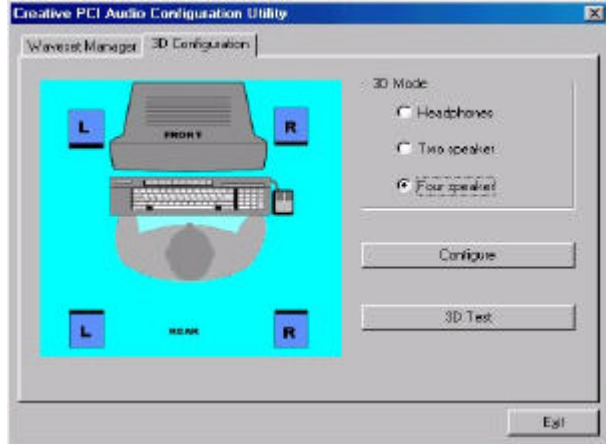 Creative PCI Audio Configuration Utility
Waveset Manager
3D Configuration
3D Mode
L
FRONT
R
Headphones
Two speaker
Four speaker
Configure
3D Test
L
REAR
R
Exit